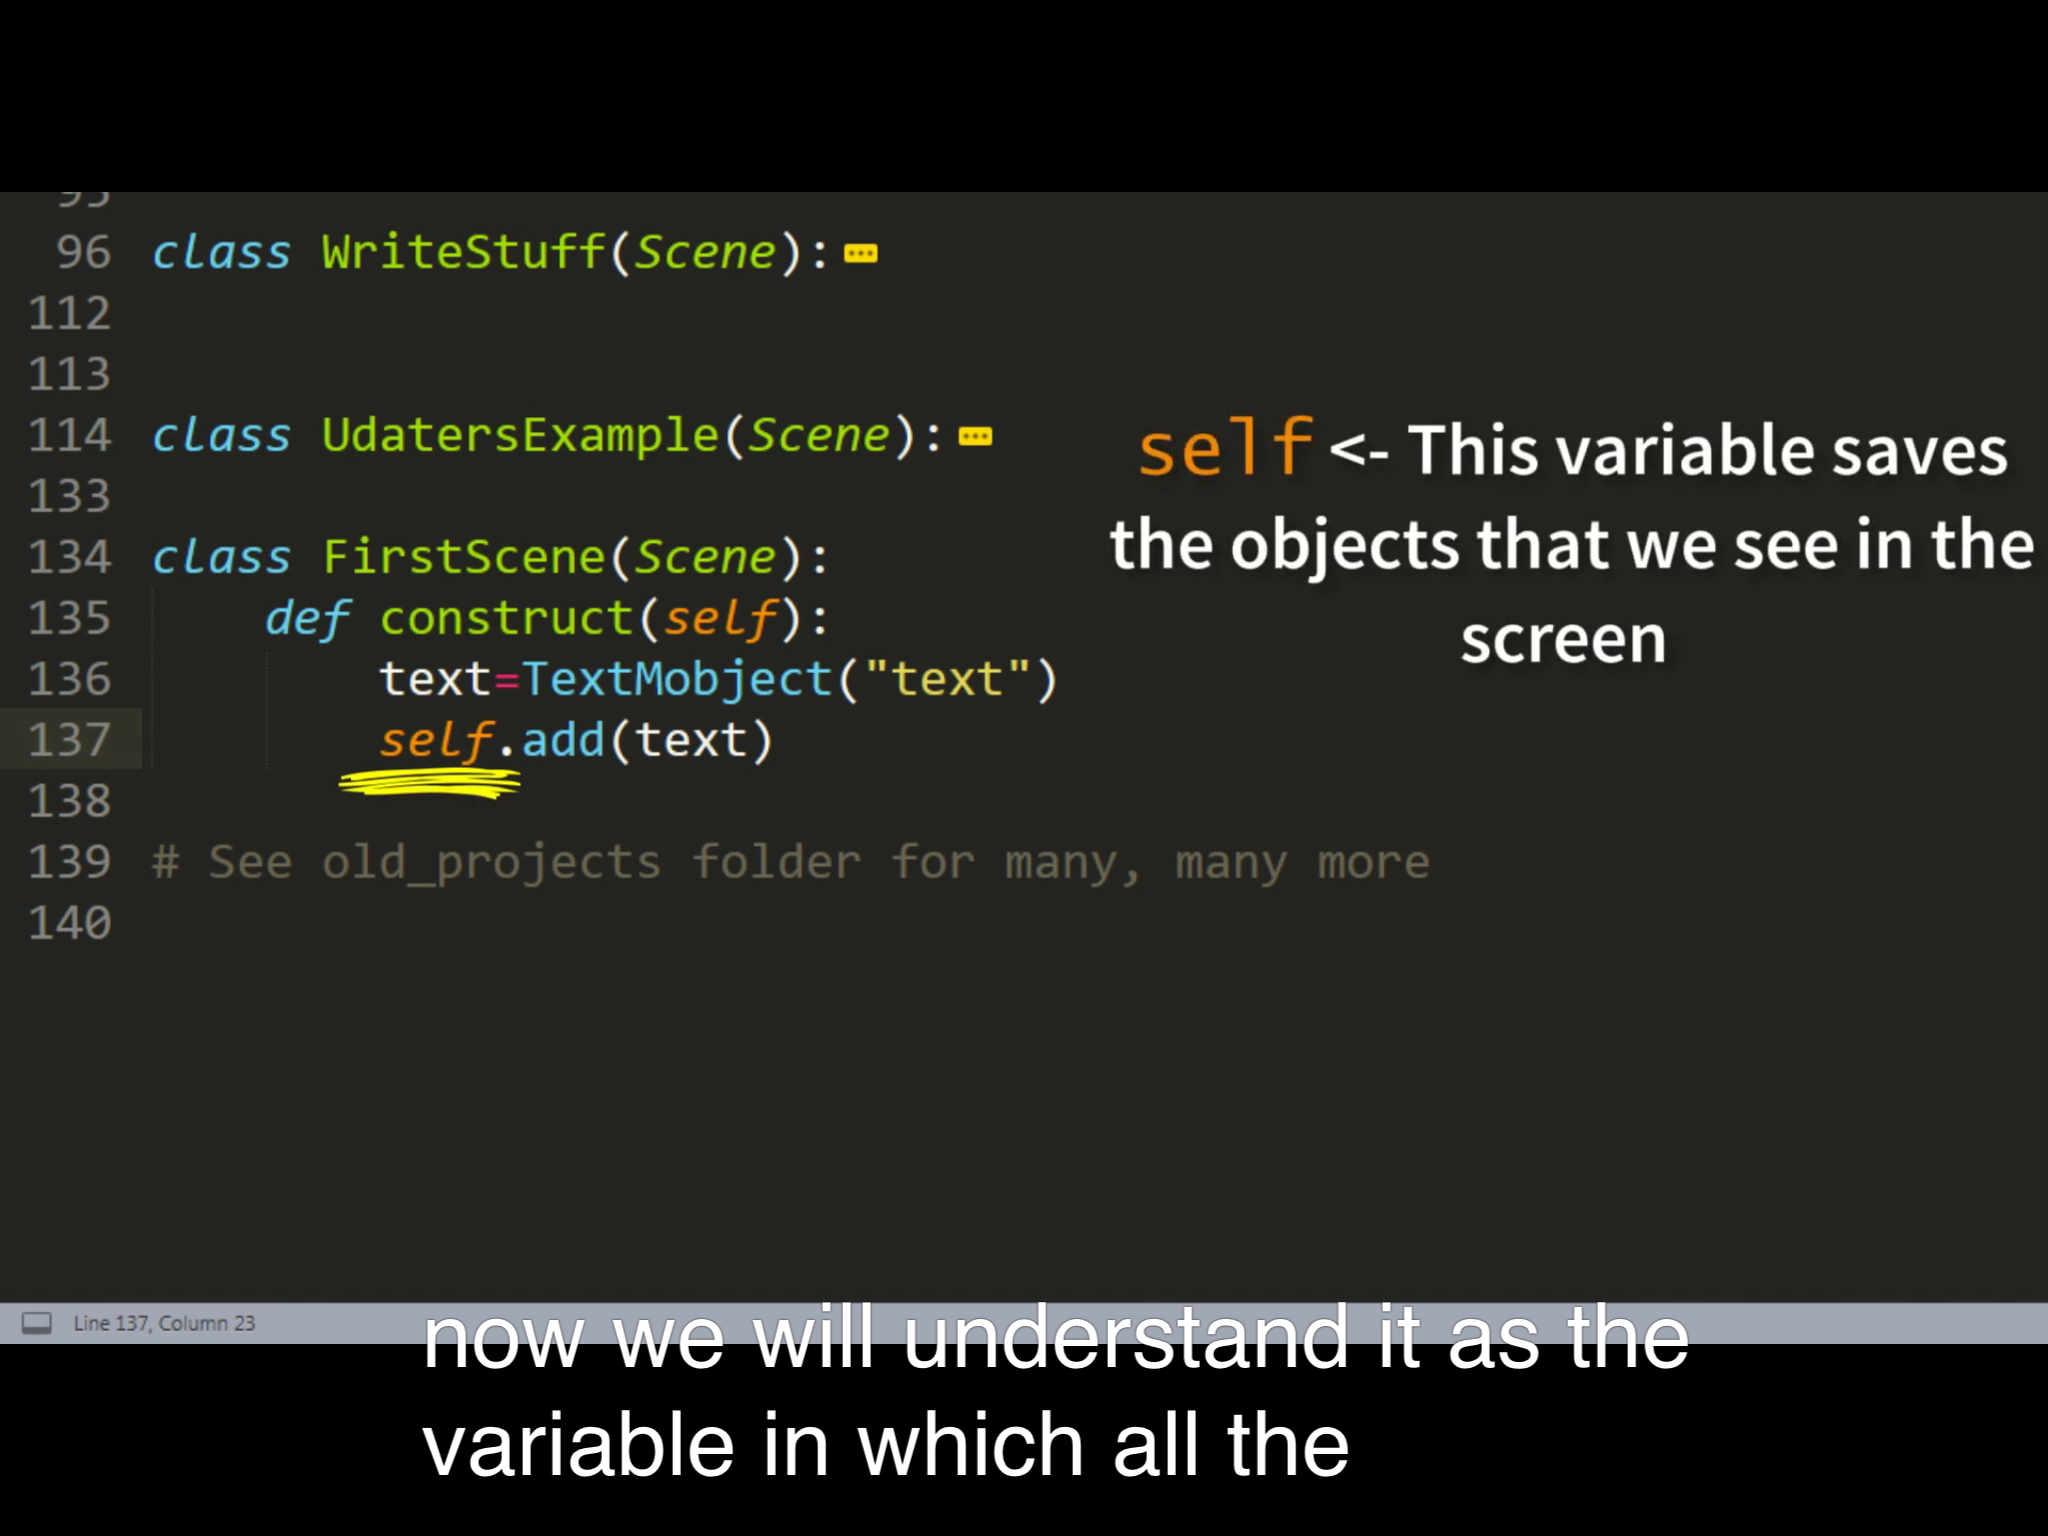 95
96 class WriteStuff(Scene):
112
113
114 class UdatersExample(Scene):
133
134 class FirstScene(Scene):
135 def construct(self):
136 text=TextMobject("text")
137 self.add(text)
138
139 # See old_projects folder for many, many more
140
self <- This variable saves
the objects that we see in the
screen
Line 137, Column 23
now we will understand it as the
variable in which all the